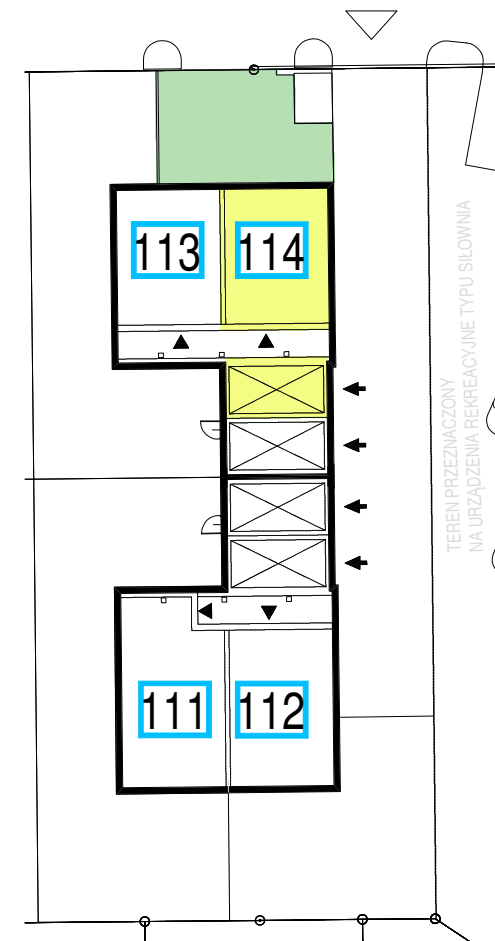 113
114
TEREN PRZEZNACZONY
NA URZĄDZENIA REKREACYJNE TYPU SIŁOWNIA
111
112